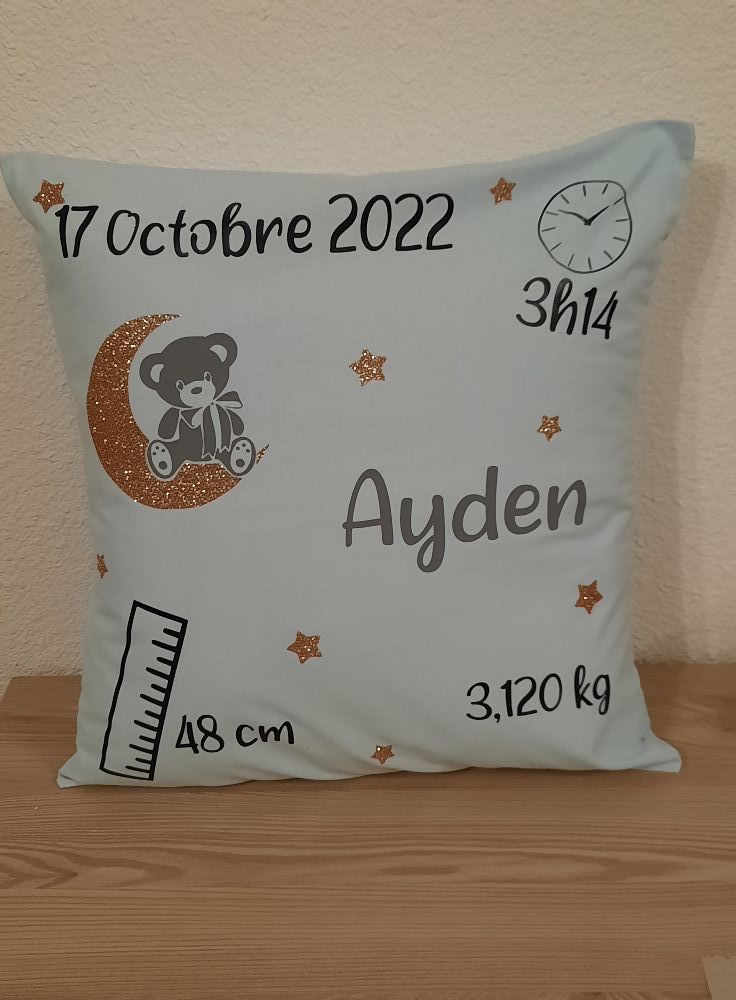 17 Octobre 2022
3h14
Ayden
48 cm
3,120 kg